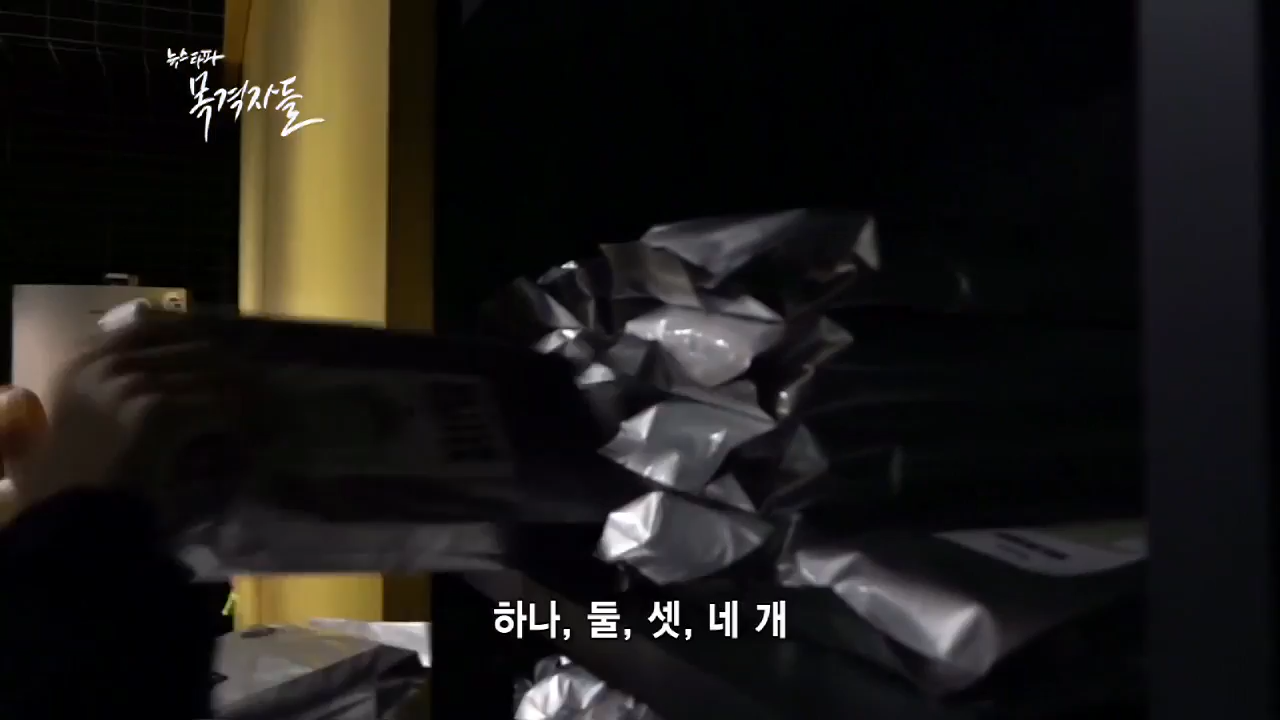 뉴스타파
목격자들
하나, 둘, 셋, 네 개